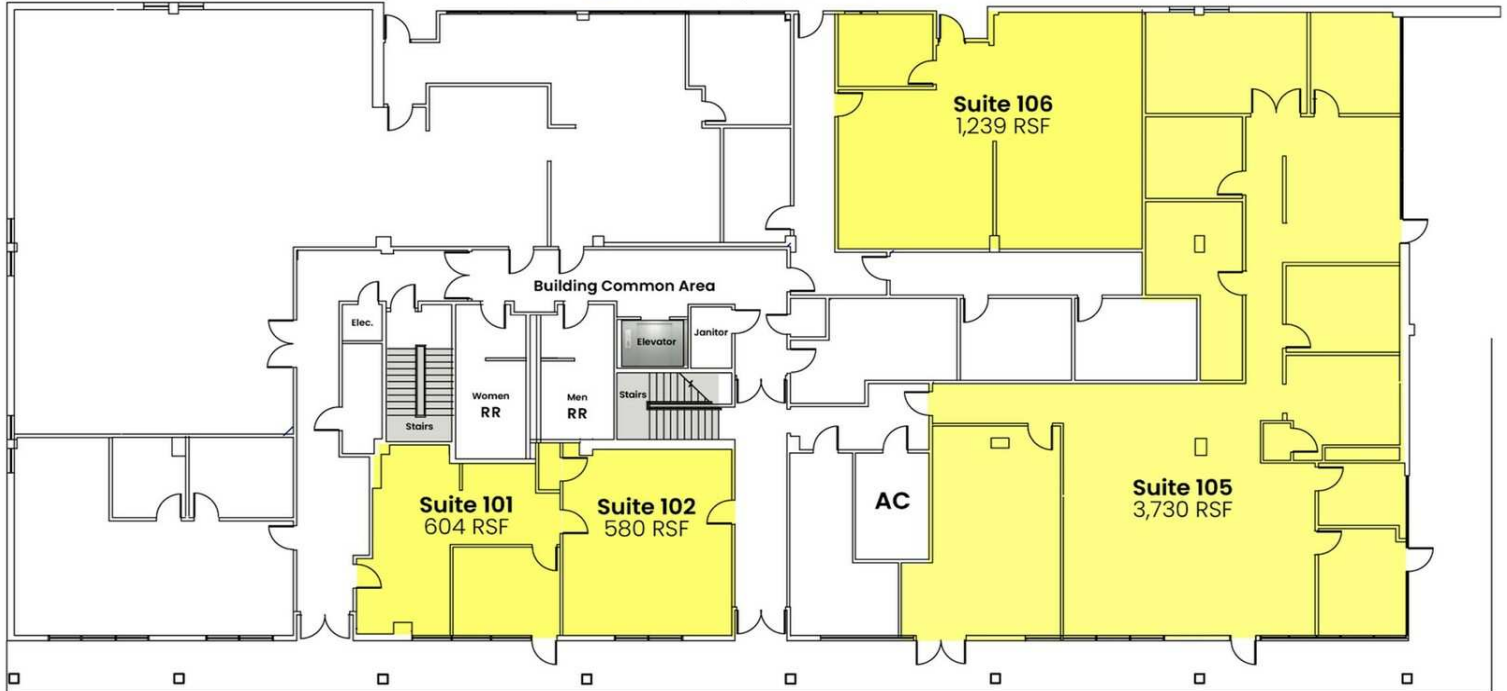 Suite 106
1,239 RSF
Building Common Area
Elec.
Elevator
Janitor
Women
RR
Men
RR
Stairs
Stairs
Suite 101
604 RSF
Suite 102
580 RSF
AC
Suite 105
3,730 RSF